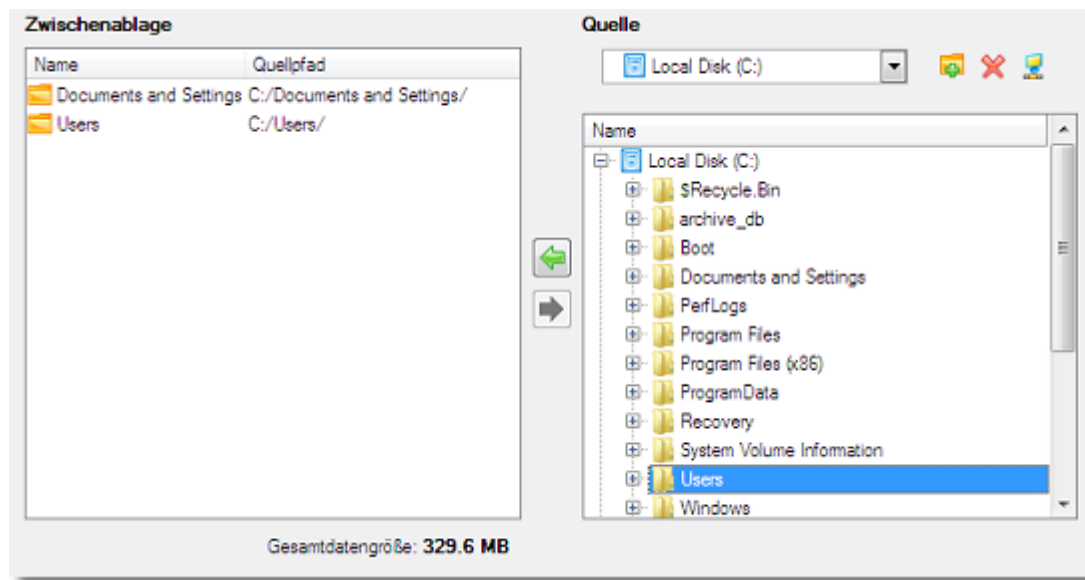 Zwischenablage
Name Quellpfad
Documents and Settings C:/Documents and Settings/
Users C:/Users/
Gesamtdatengröße: 329.6 MB
Quelle
Local Disk (C:)
Name
Local Disk (C:)
$Recycle.Bin
archive_db
Boot
Documents and Settings
PerfLogs
Program Files
Program Files (x86)
ProgramData
Recovery
System Volume Information
Users
Windows